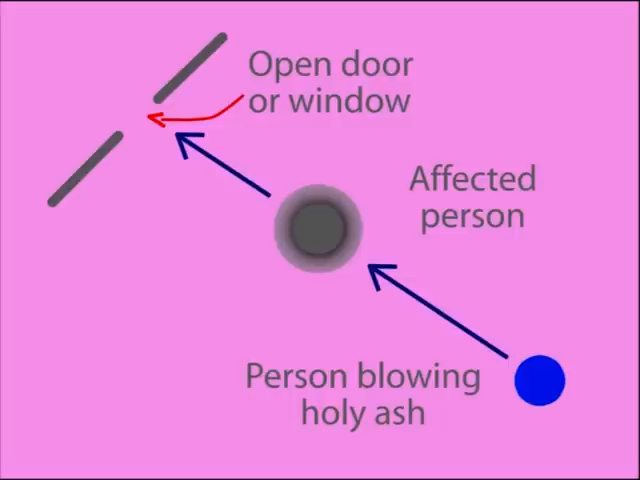 Open door
or window
Affected
person
Person blowing
holy ash